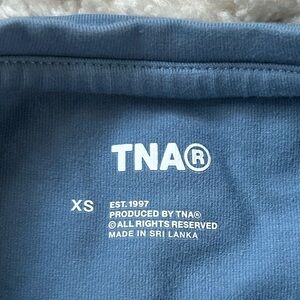 TNA®
XS
EST. 1997
PRODUCED BY TNA®
© ALL RIGHTS RESERVED
MADE IN SRI LANKA